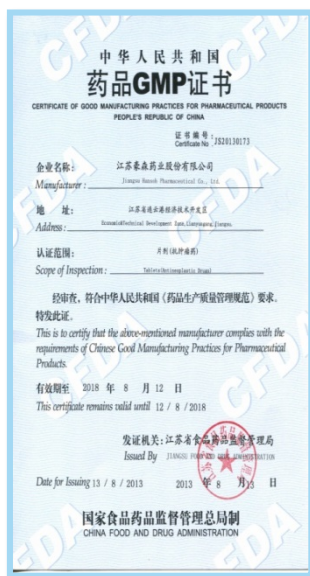 中华人民共和国
药品GMP证书
CERTIFICATE OF GOOD MANUFACTURING PRACTICES FOR PHARMACEUTICAL PRODUCTS
PEOPLE'S REPUBLIC OF CHINA
证书编号:
Certificate No JS20130173
企业名称: 江苏豪森药业股份有限公司
Manufacturer : Jiangsu Hansoh Pharmaceutical Co., Ltd.
地 址: 江苏省连云港经济技术开发区
Address : Economic&Technical Development Zone, Lianyungang, Jiangsu,
认证范围: 片剂(抗肿瘤药)
Scope of Inspection : Tablets(Antineoplastic Drugs)
经审查，符合中华人民共和国《药品生产质量管理规范》要求。
特发此证。
This is to certify that the above-mentioned manufacturer complies with the
requirements of Chinese Good Manufacturing Practices for Pharmaceutical
Products.
有效期至 2018 年 8 月 12 日
This certificate remains valid until 12 / 8 / 2018
发证机关: 江苏省食品药品监督管理局
Issued By JIANGSU FOOD AND DRUG ADMINISTRATION
Date for Issuing 13 / 8 / 2013 2013 年 8 月 13 日
国家食品药品监督管理总局制
CHINA FOOD AND DRUG ADMINISTRATION